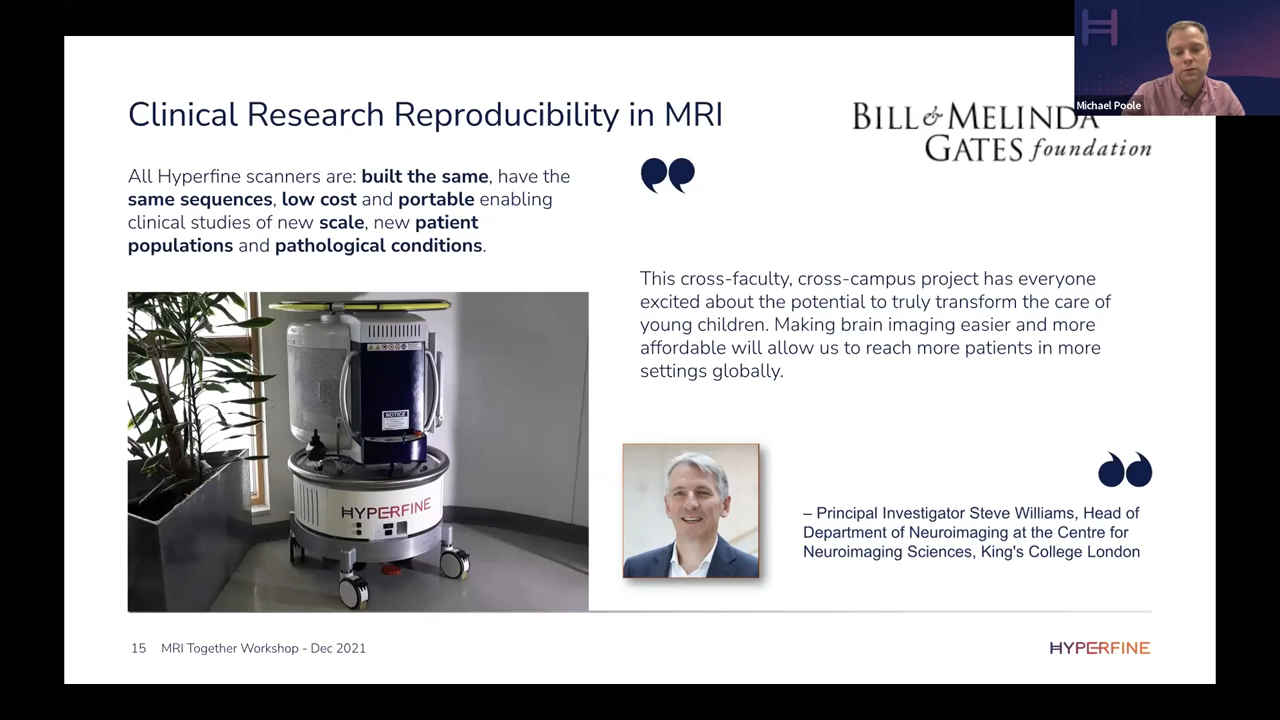 Michael Poole
Clinical Research Reproducibility in MRI
BILL & MELINDA
GATES foundation
All Hyperfine scanners are: built the same, have the
same sequences, low cost and portable enabling
clinical studies of new scale, new patient
populations and pathological conditions.
This cross-faculty, cross-campus project has everyone
excited about the potential to truly transform the care of
young children. Making brain imaging easier and more
affordable will allow us to reach more patients in more
settings globally.
NOTICE
HYPERFINE
– Principal Investigator Steve Williams, Head of
Department of Neuroimaging at the Centre for
Neuroimaging Sciences, King's College London
15 MRI Together Workshop - Dec 2021
HYPERFINE